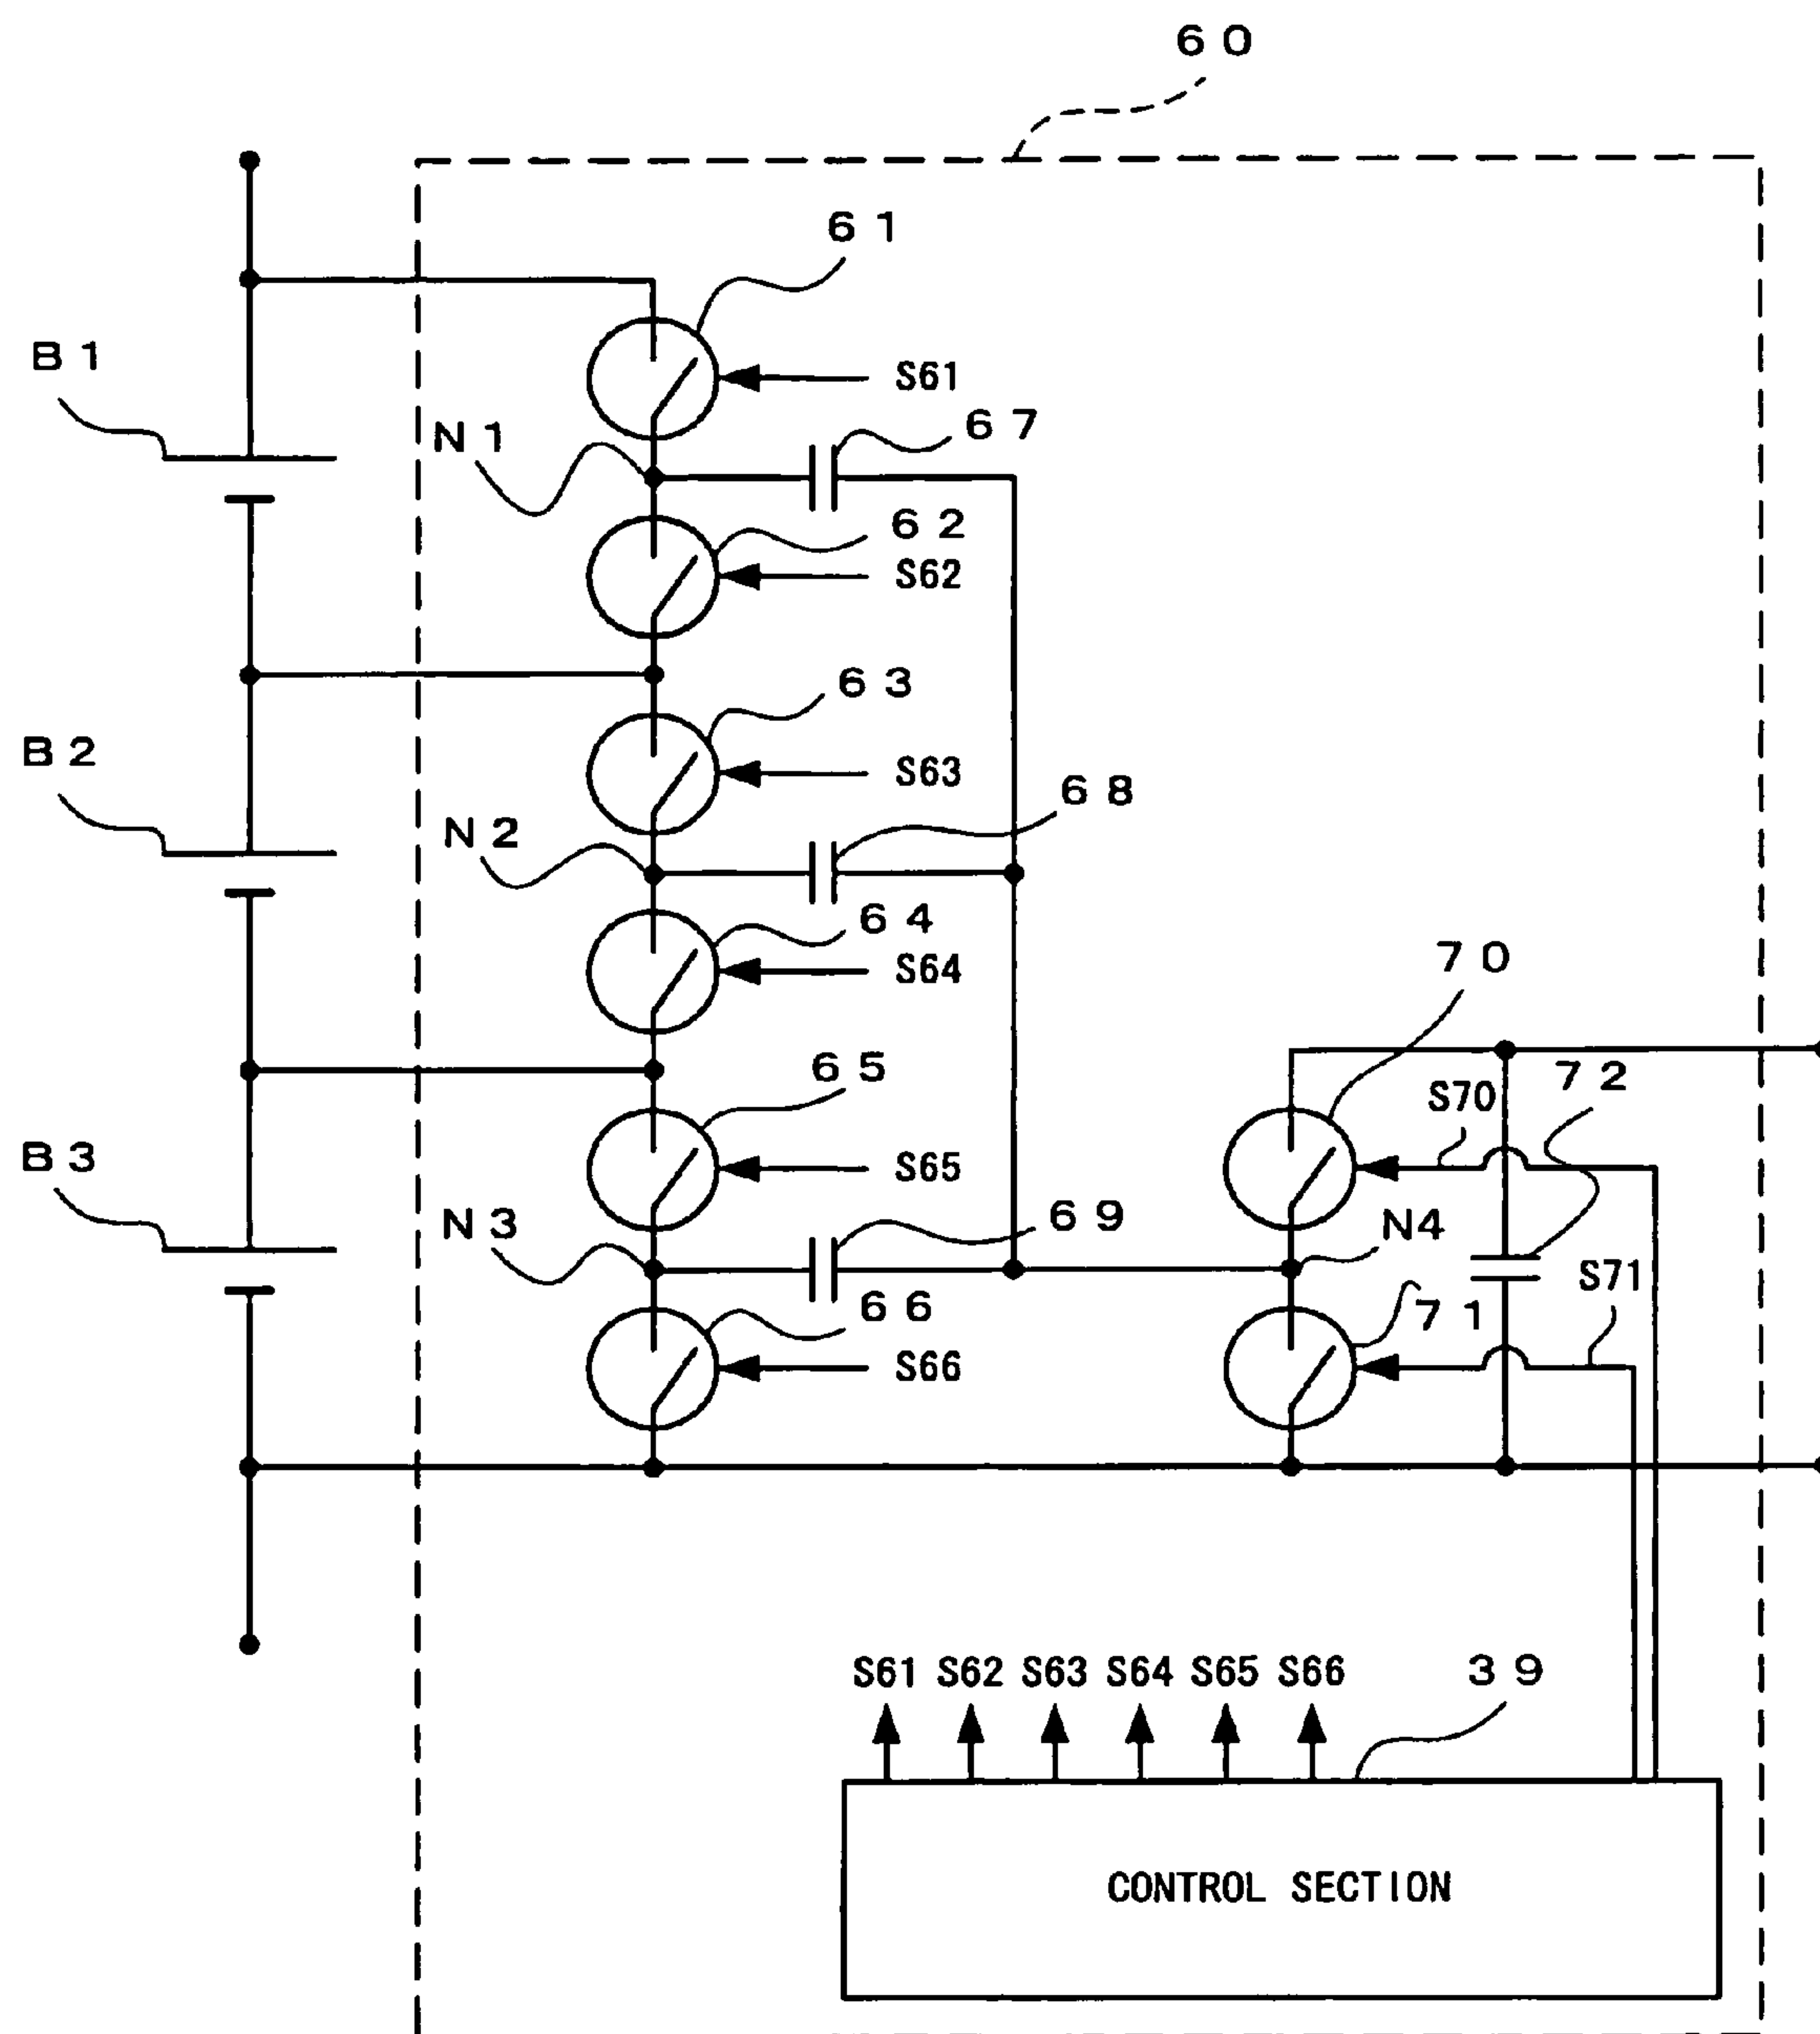 60
61
B1
S61
N1
67
62
S62
63
B2
S63
68
N2
64
S64
70
65
72
S70
B3
S65
N3
69
N4
S71
66
71
S66
S61 S62 S63 S64 S65 S66
39
CONTROL SECTION